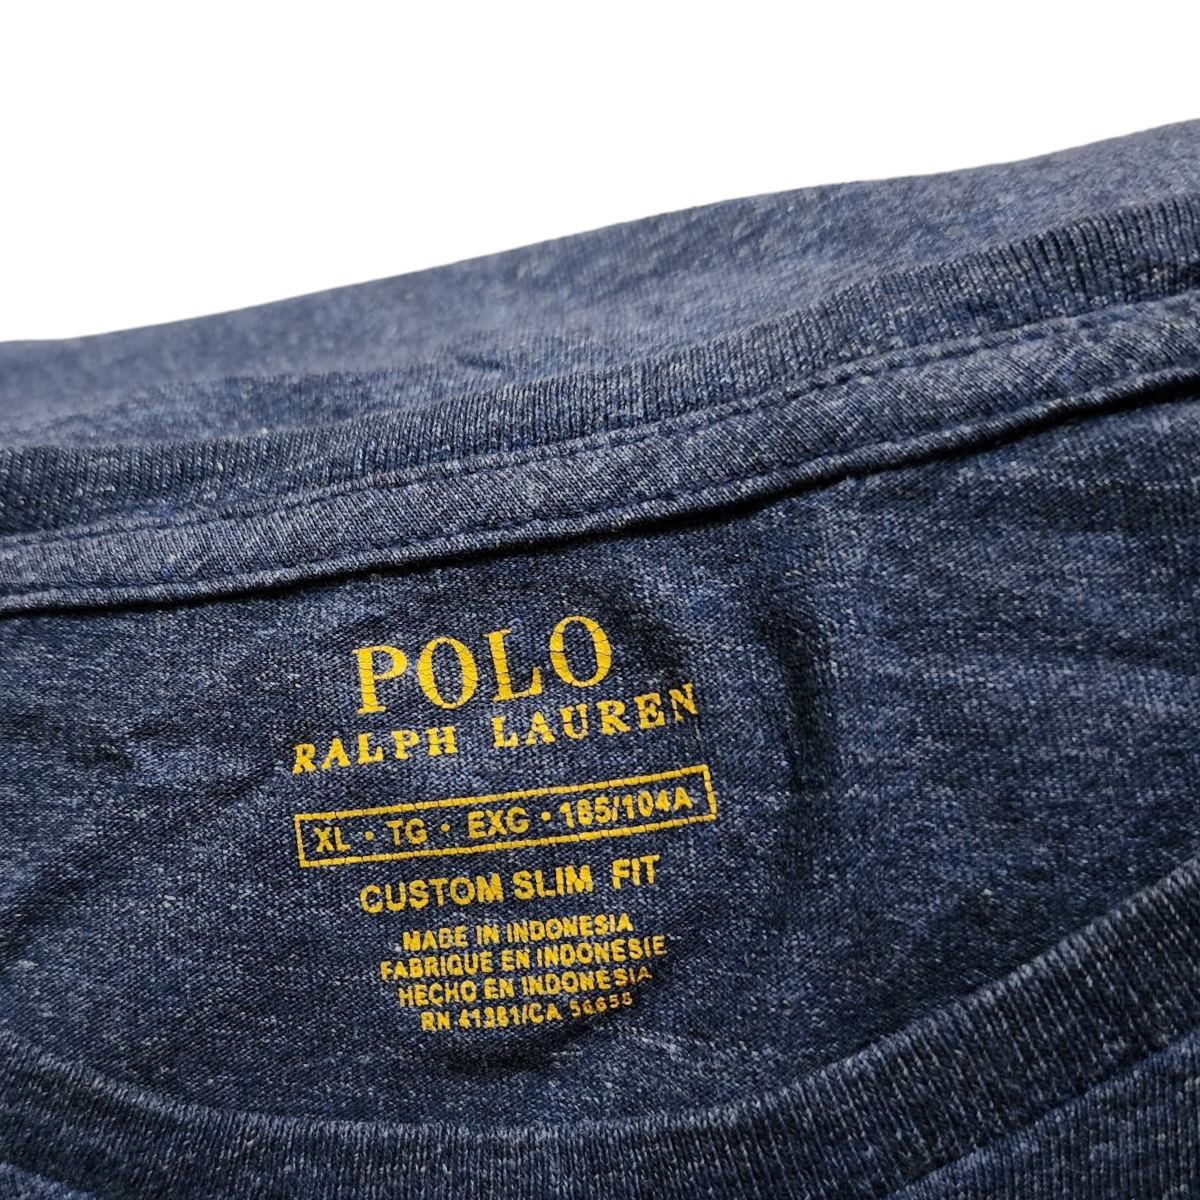 POLO
RALPH LAUREN
XL • TG • EXG • 185/104A
CUSTOM SLIM FIT
MADE IN INDONESIA
FABRIQUE EN INDONESIE
HECHO EN INDONESIA
RN 41381/CA 56658